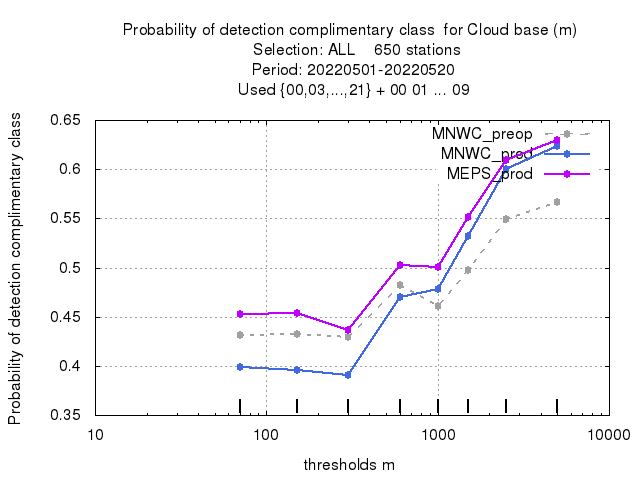 Probability of detection complimentary class  for Cloud base (m)
Selection: ALL    650 stations
Period: 20220501-20220520
Used {00,03,...,21} + 00 01 ... 09
Probability of detection complimentary class
0.65
0.6
0.55
0.5
0.45
0.4
0.35
MNWC_preop
MNWC_prod
MEPS_prod
10
100
1000
10000
thresholds m